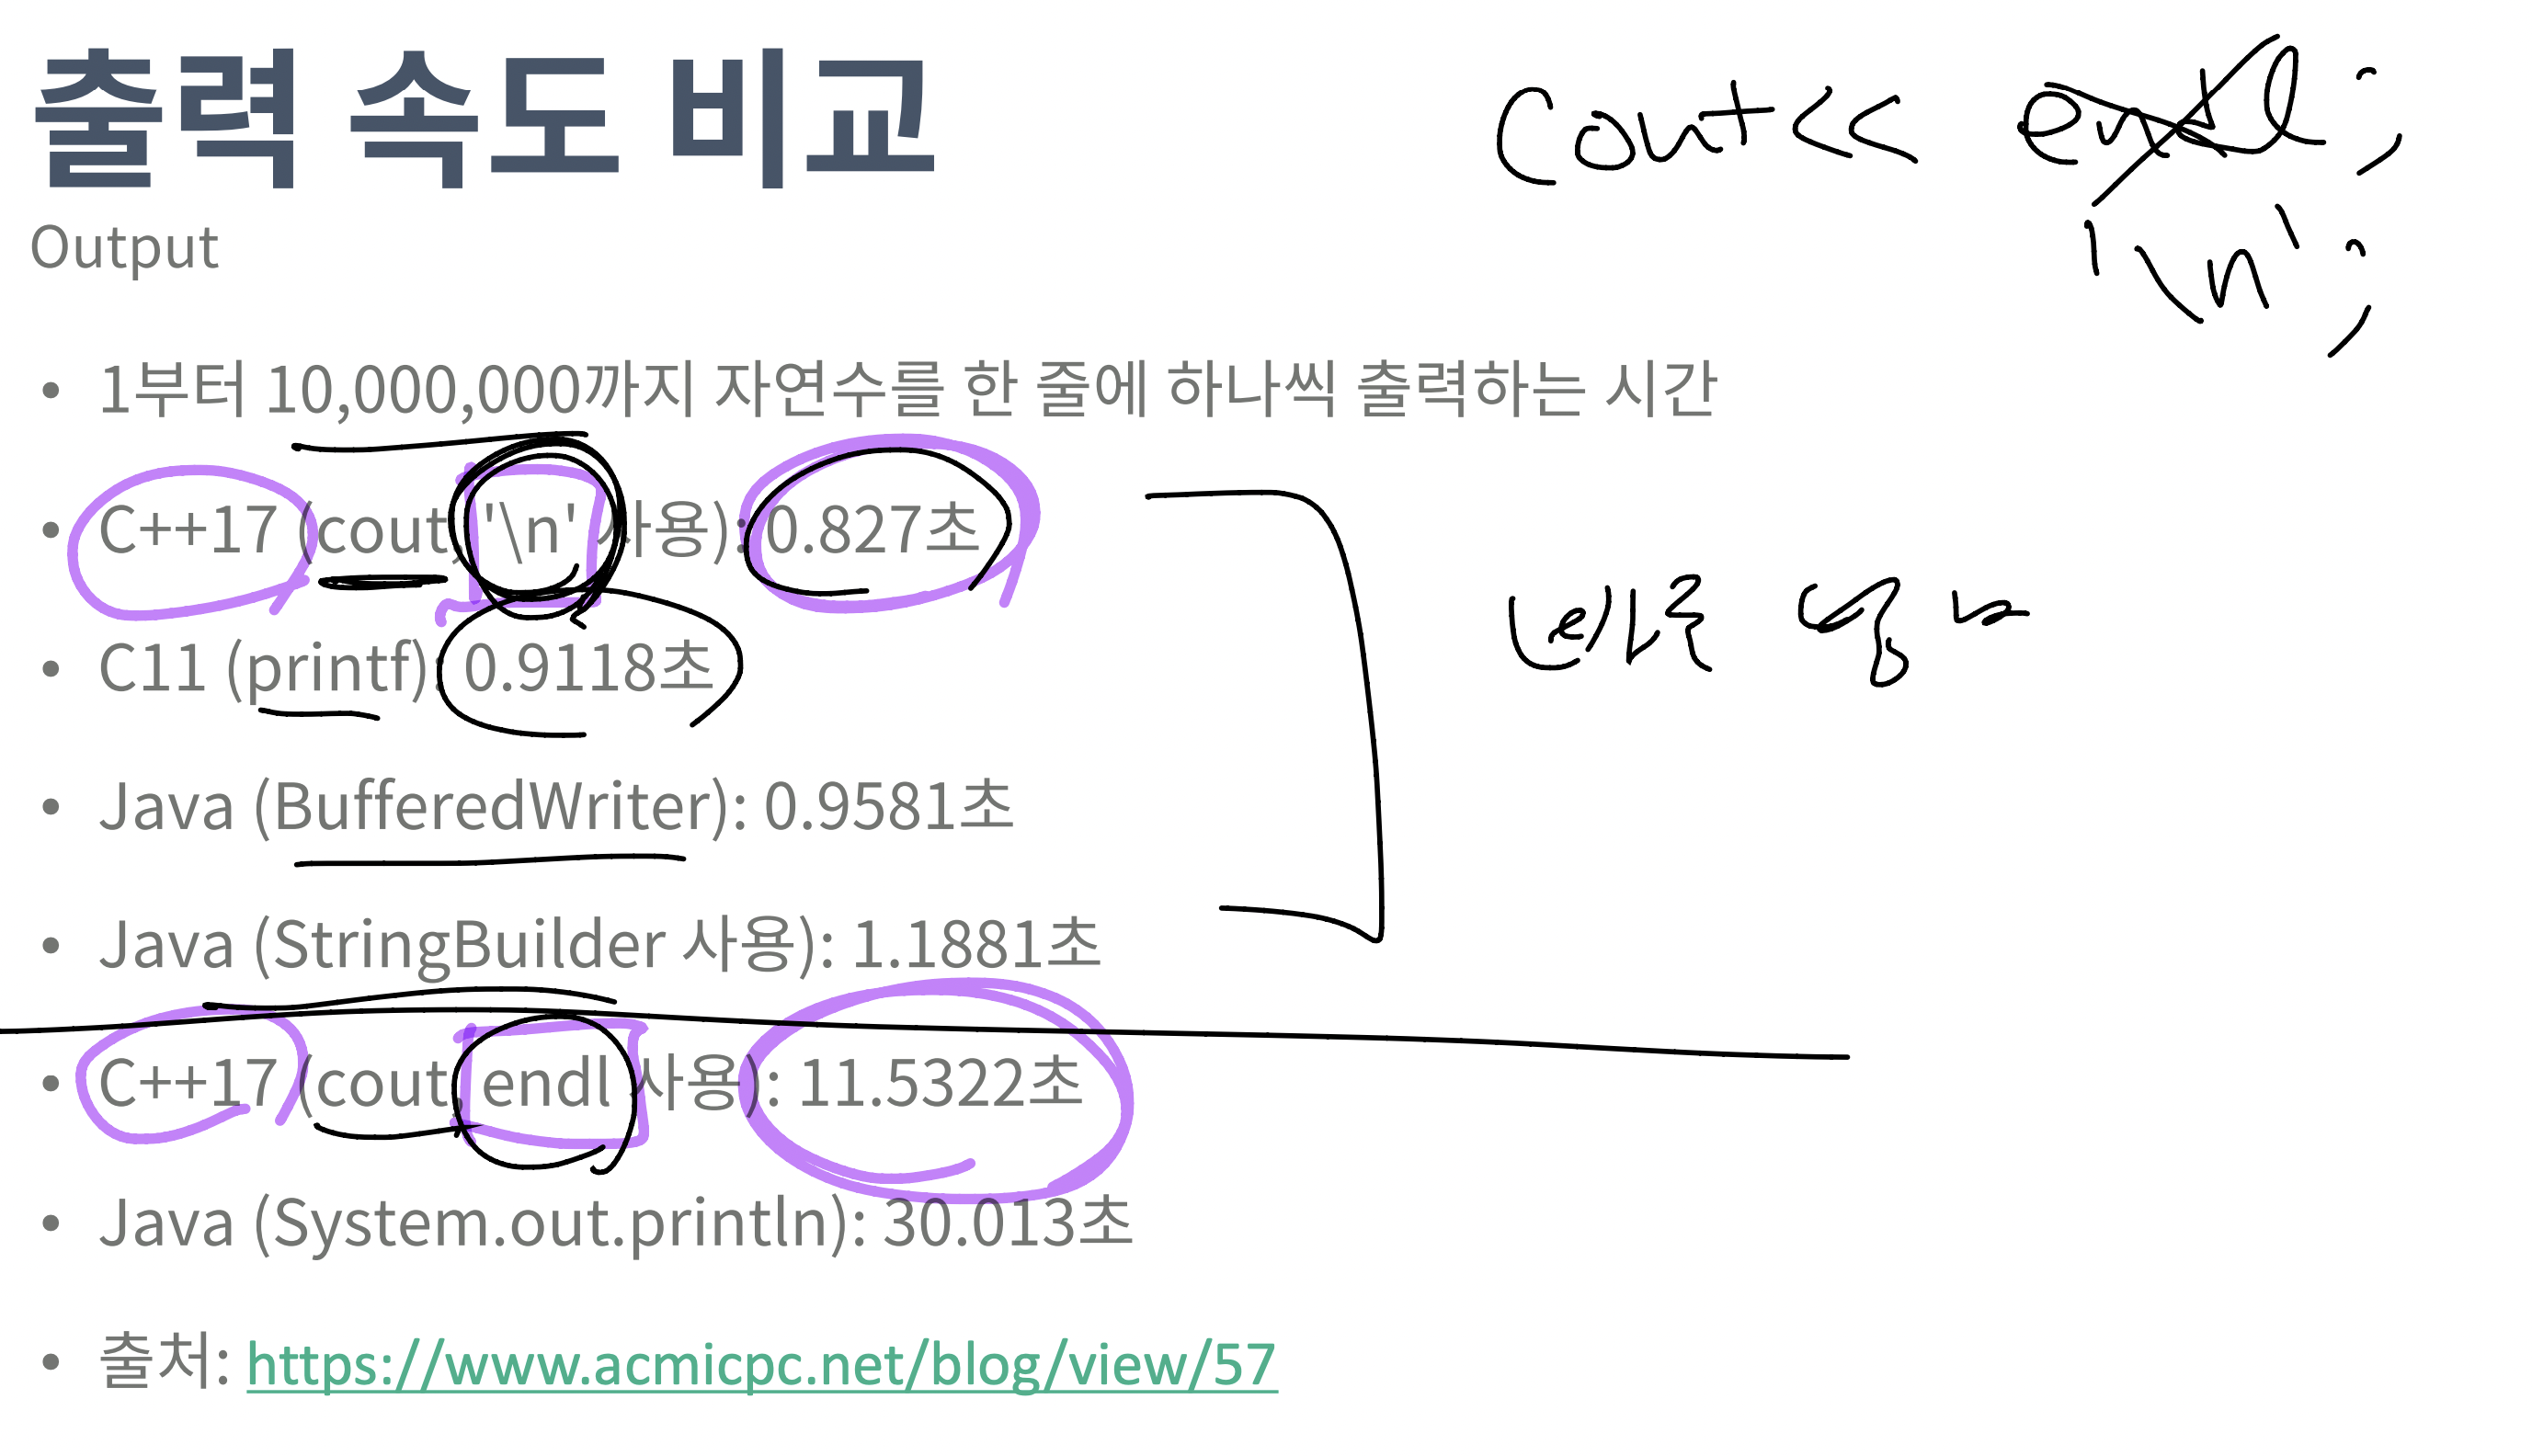 출력 속도 비교
cout<< endl;
'\n';
Output
• 1부터 10,000,000까지 자연수를 한 줄에 하나씩 출력하는 시간
• C++17 (cout, '\n' 사용): 0.827초
• C11 (printf): 0.9118초
• Java (BufferedWriter): 0.9581초
• Java (StringBuilder 사용): 1.1881초
• C++17 (cout, endl 사용): 11.5322초
• Java (System.out.println): 30.013초
• 출처: https://www.acmicpc.net/blog/view/57